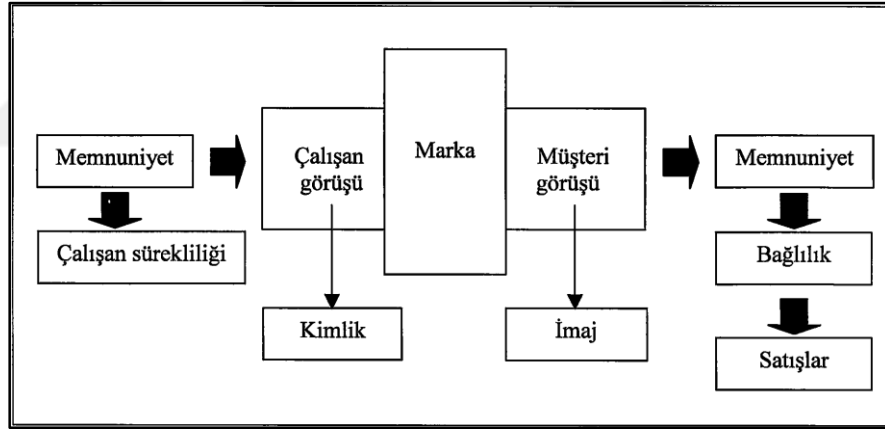 Memnuniyet
Çalışan sürekliliği
Çalışan
görüşü
Kimlik
Marka
Müşteri
görüşü
İmaj
Memnuniyet
Bağlılık
Satışlar